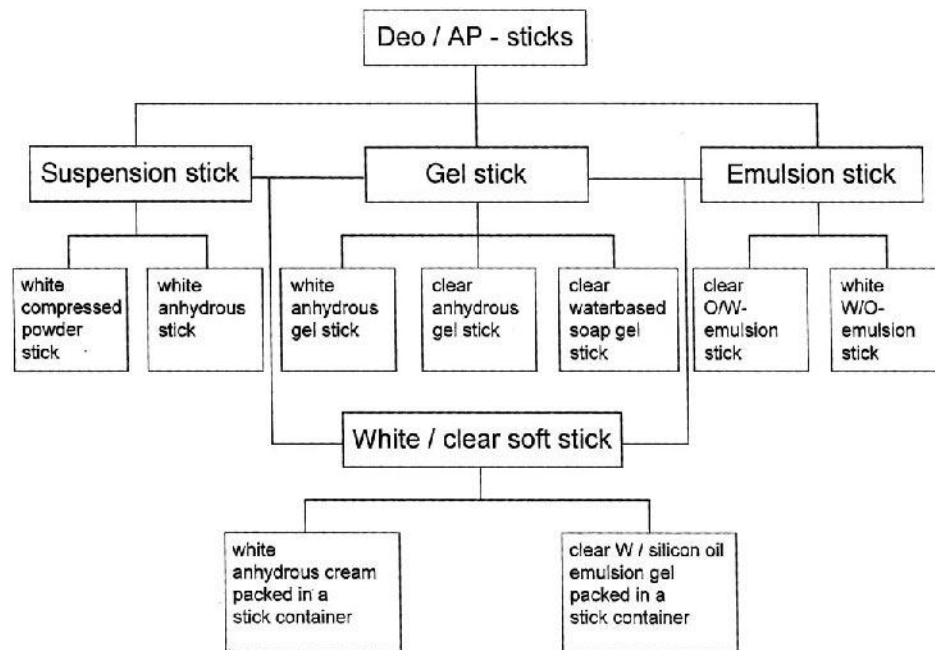 Deo / AP - sticks
Suspension stick
Gel stick
Emulsion stick
white
compressed
powder
stick
white
anhydrous
stick
white
anhydrous
gel stick
clear
anhydrous
gel stick
clear
waterbased
soap gel
stick
clear
O/W-
emulsion
stick
white
W/O-
emulsion
stick
White / clear soft stick
white
anhydrous cream
packed in a
stick container
clear W / silicon oil
emulsion gel
packed in a
stick container